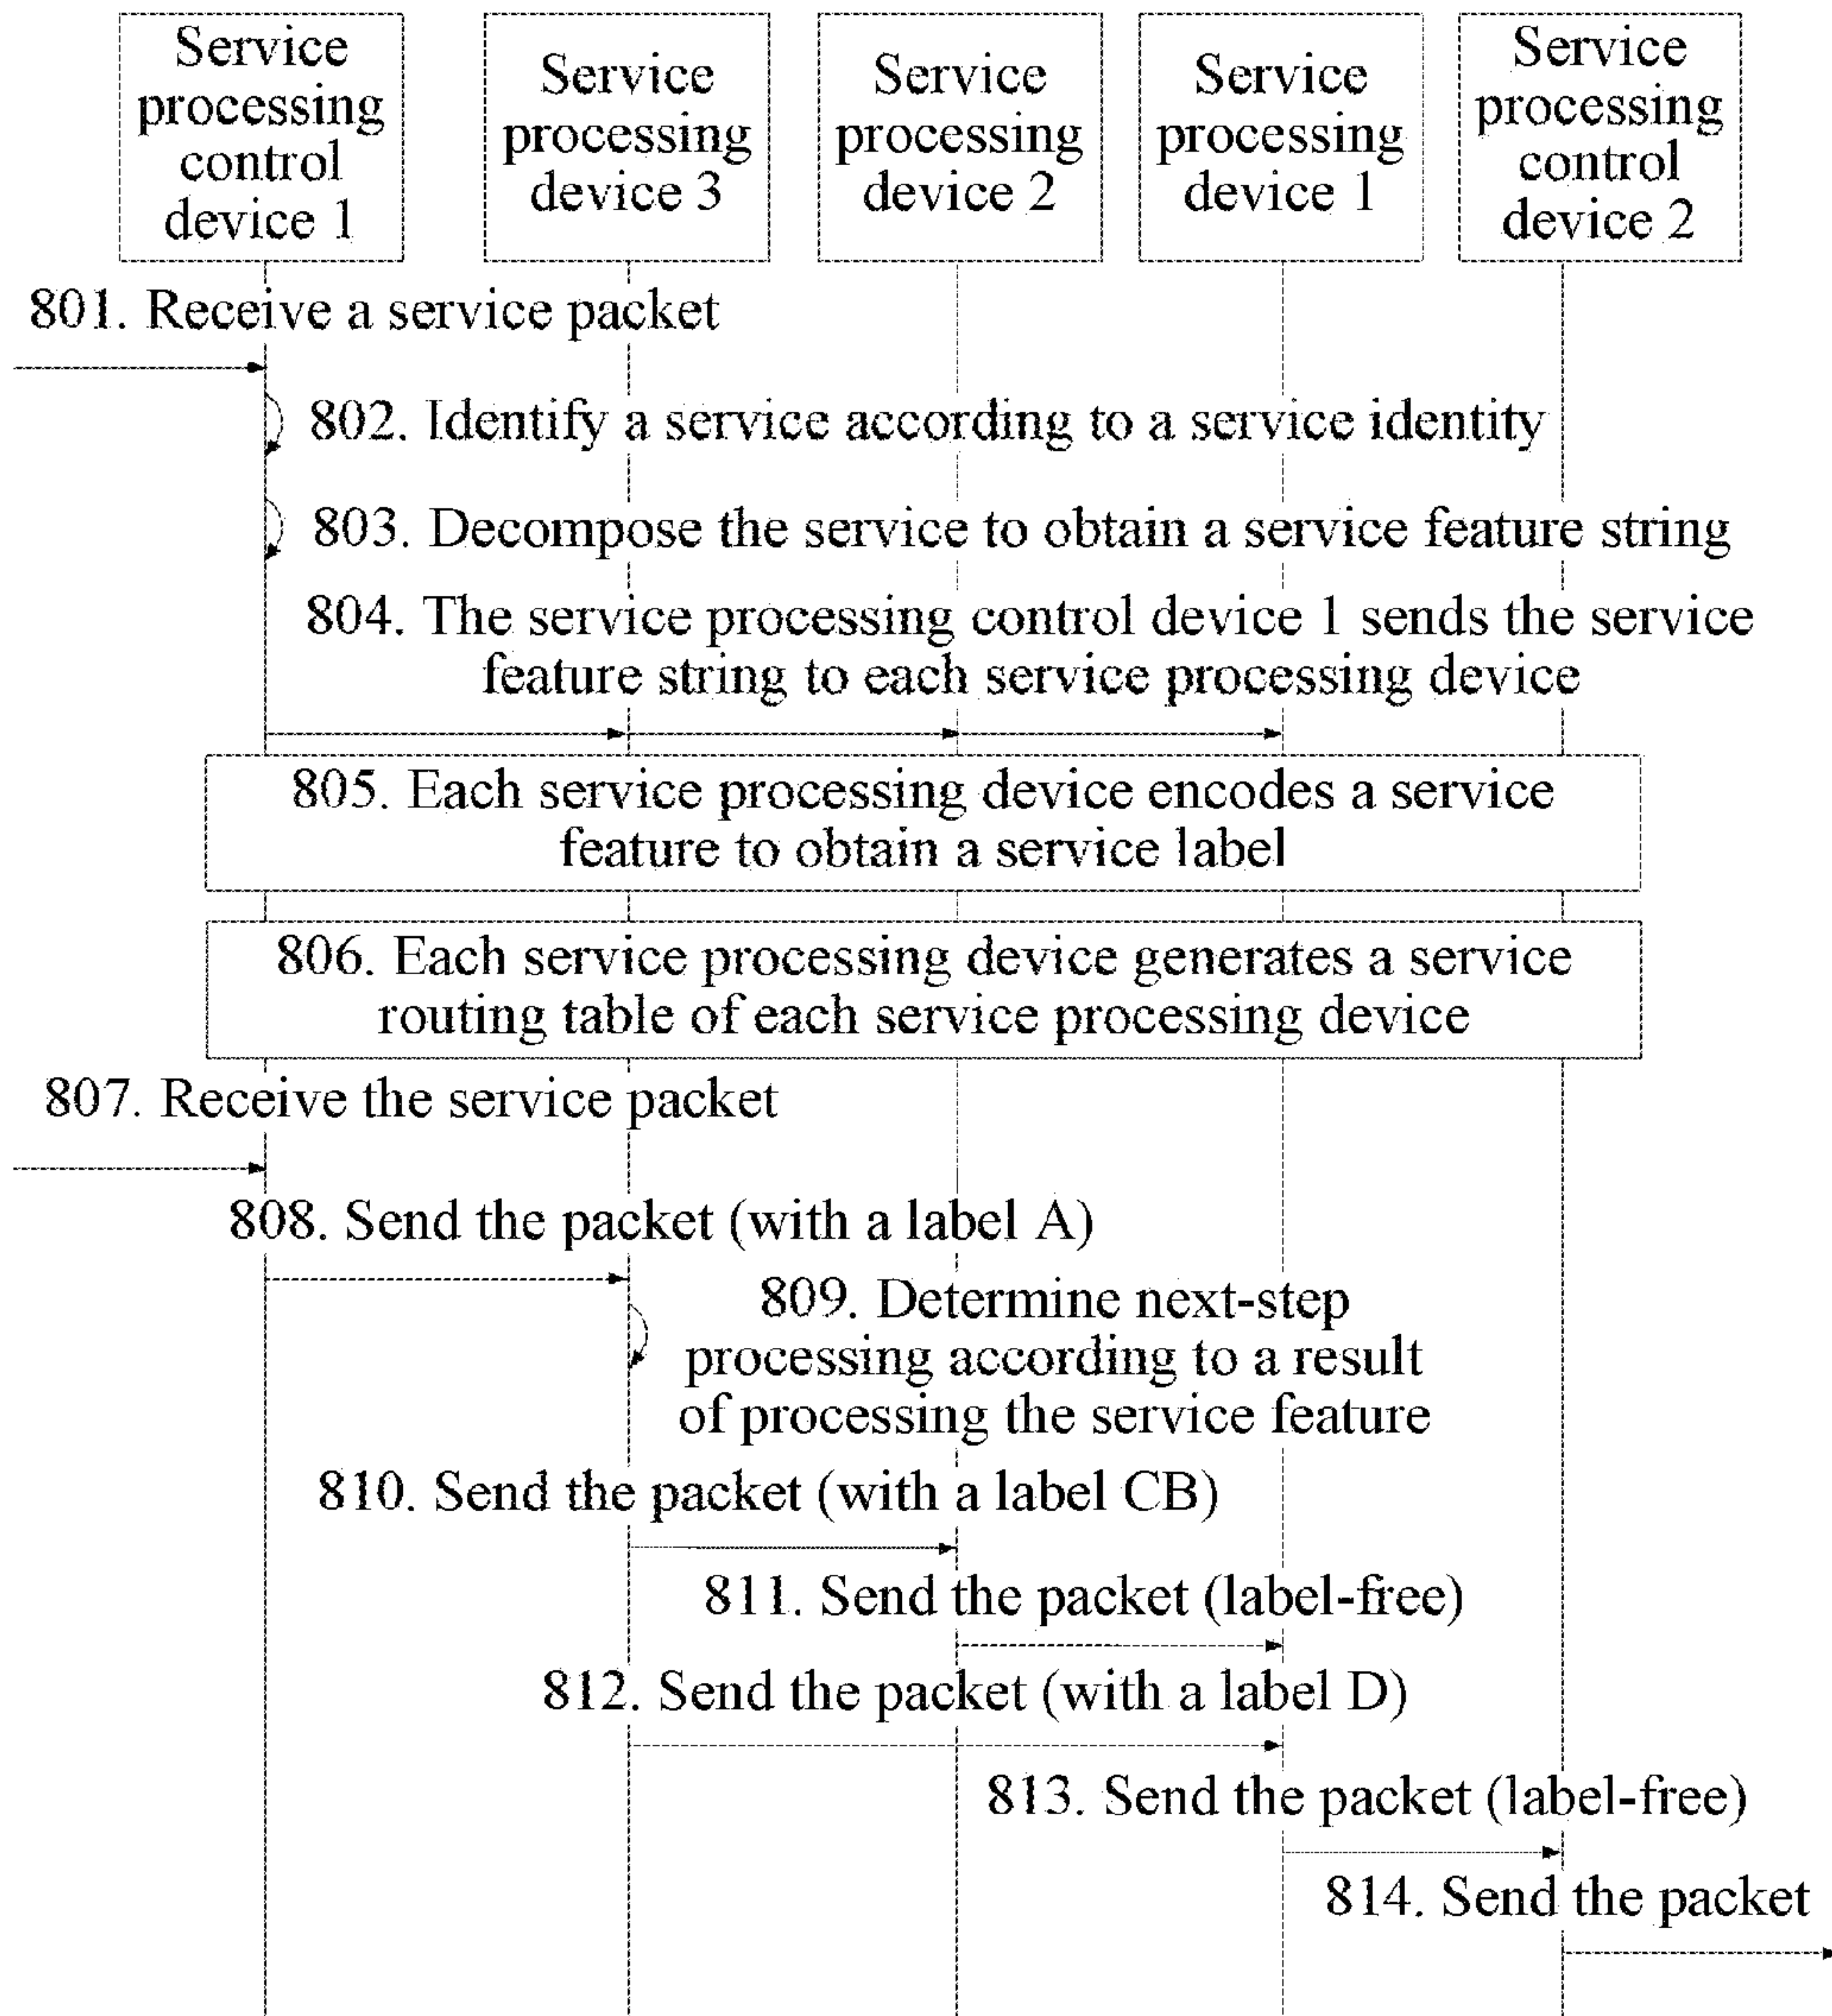 Service
processing
control
device 1
Service
processing
device 3
Service
processing
device 2
Service
processing
device 1
Service
processing
control
device 2
801. Receive a service packet
802. Identify a service according to a service identity
803. Decompose the service to obtain a service feature string
804. The service processing control device 1 sends the service
feature string to each service processing device
805. Each service processing device encodes a service
feature to obtain a service label
806. Each service processing device generates a service
routing table of each service processing device
807. Receive the service packet
808. Send the packet (with a label A)
809. Determine next-step
processing according to a result
of processing the service feature
810. Send the packet (with a label CB)
811. Send the packet (label-free)
812. Send the packet (with a label D)
813. Send the packet (label-free)
814. Send the packet